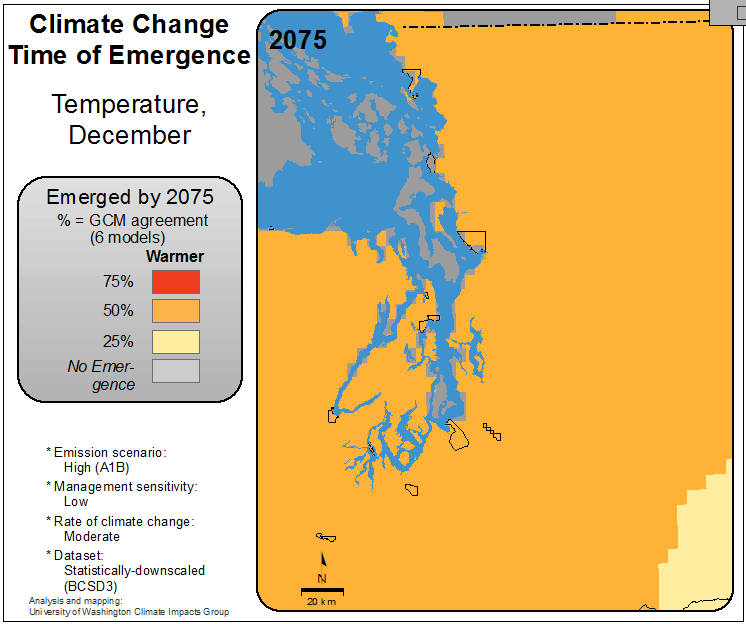 Climate Change
Time of Emergence
Temperature,
December
Emerged by 2075
% = GCM agreement
(6 models)
Warmer
75%
50%
25%
No Emer-
gence
* Emission scenario:
High (A1B)
* Management sensitivity:
Low
* Rate of climate change:
Moderate
* Dataset:
Statistically-downscaled
(BCSD3)
Analysis and mapping:
University of Washington Climate Impacts Group
2075
N
20 km